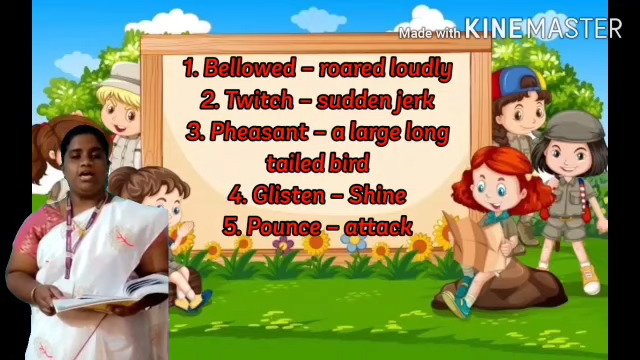 Made with KINEMASTER
1. Bellowed – roared loudly
2. Twitch – sudden jerk
3. Pheasant – a large long
tailed bird
4. Glisten – Shine
5. Pounce – attack